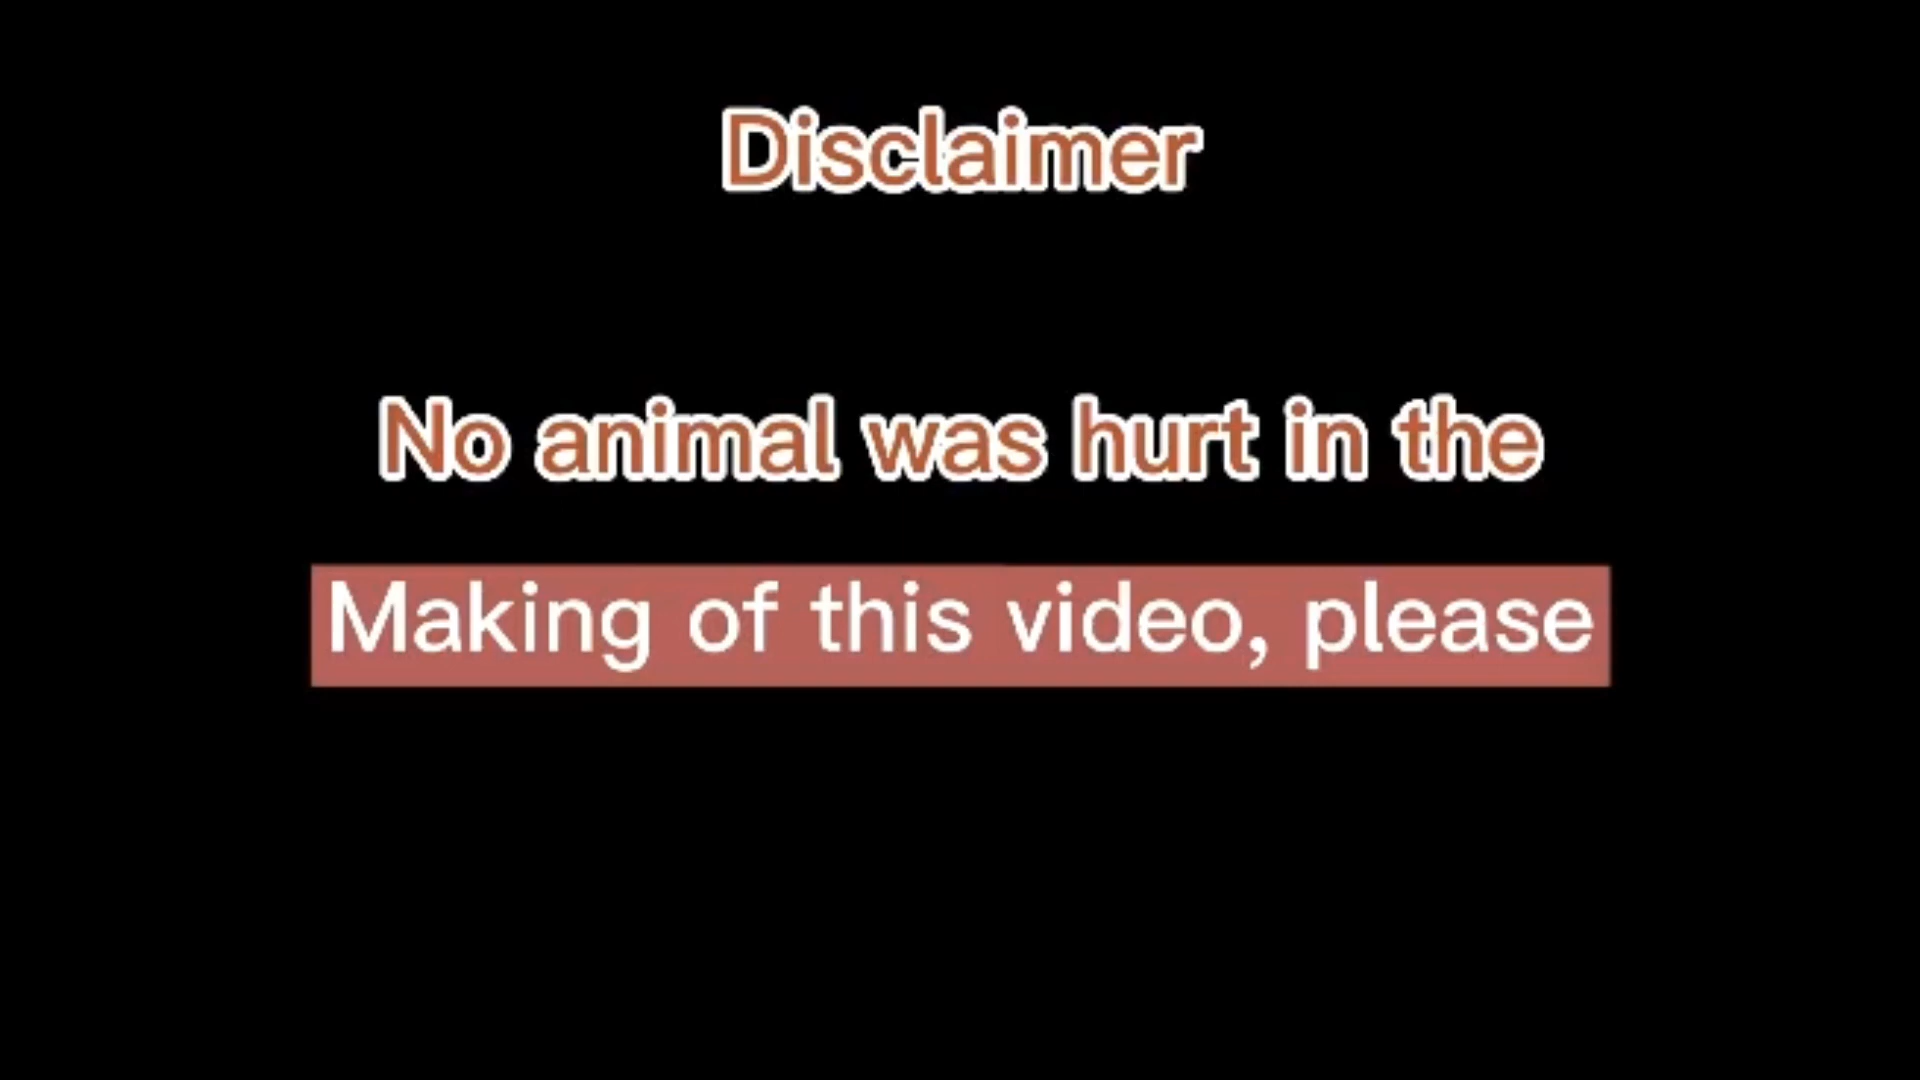 Disclaimer
No animal was hurt in the
Making of this video, please